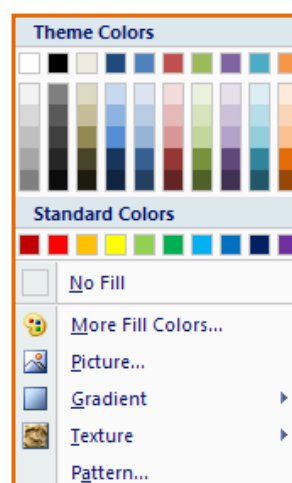 Theme Colors
Standard Colors
No Fill
More Fill Colors...
Picture...
Gradient
Texture
Pattern...